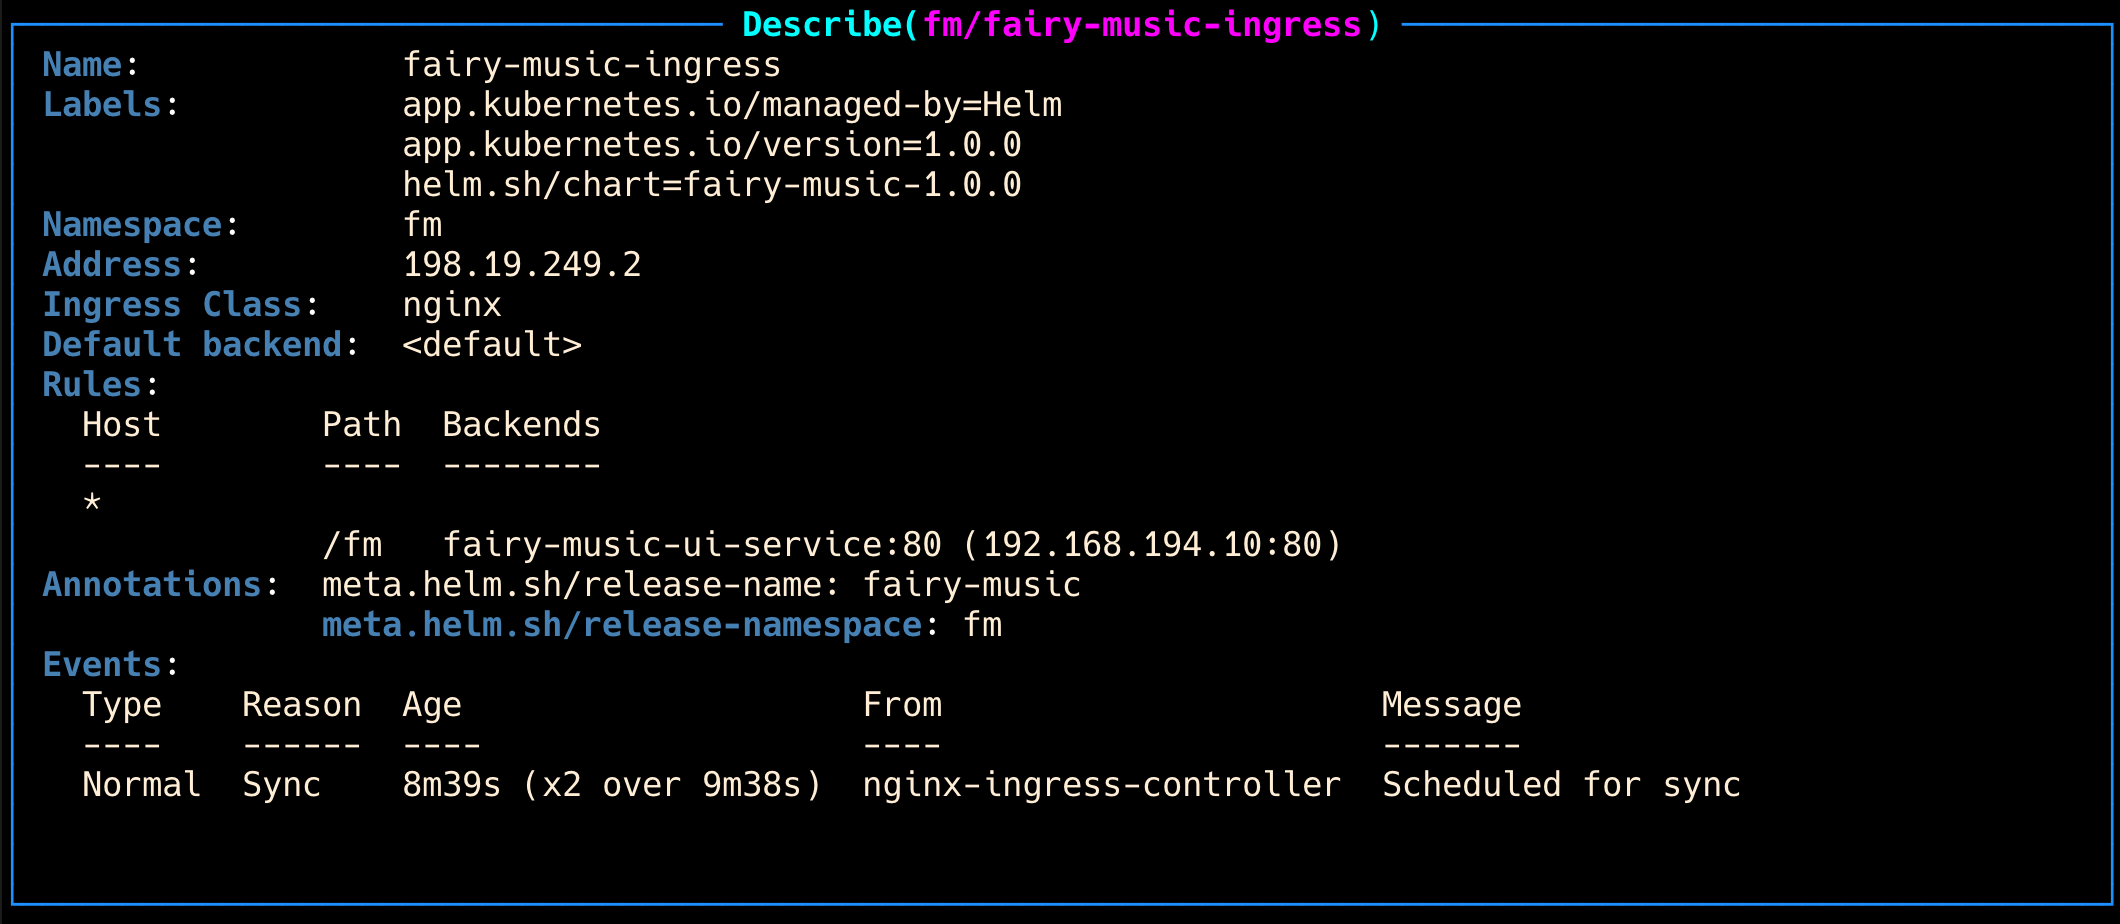 Describe(fm/fairy-music-ingress)
Name:             fairy-music-ingress
Labels:           app.kubernetes.io/managed-by=Helm
                  app.kubernetes.io/version=1.0.0
                  helm.sh/chart=fairy-music-1.0.0
Namespace:        fm
Address:          198.19.249.2
Ingress Class:    nginx
Default backend:  <default>
Rules:
  Host        Path  Backends
  ----        ----  --------
  *
              /fm   fairy-music-ui-service:80 (192.168.194.10:80)
Annotations:  meta.helm.sh/release-name: fairy-music
              meta.helm.sh/release-namespace: fm
Events:
  Type    Reason  Age                    From                      Message
  ----    ------  ----                   ----                      -------
  Normal  Sync    8m39s (x2 over 9m38s)  nginx-ingress-controller  Scheduled for sync